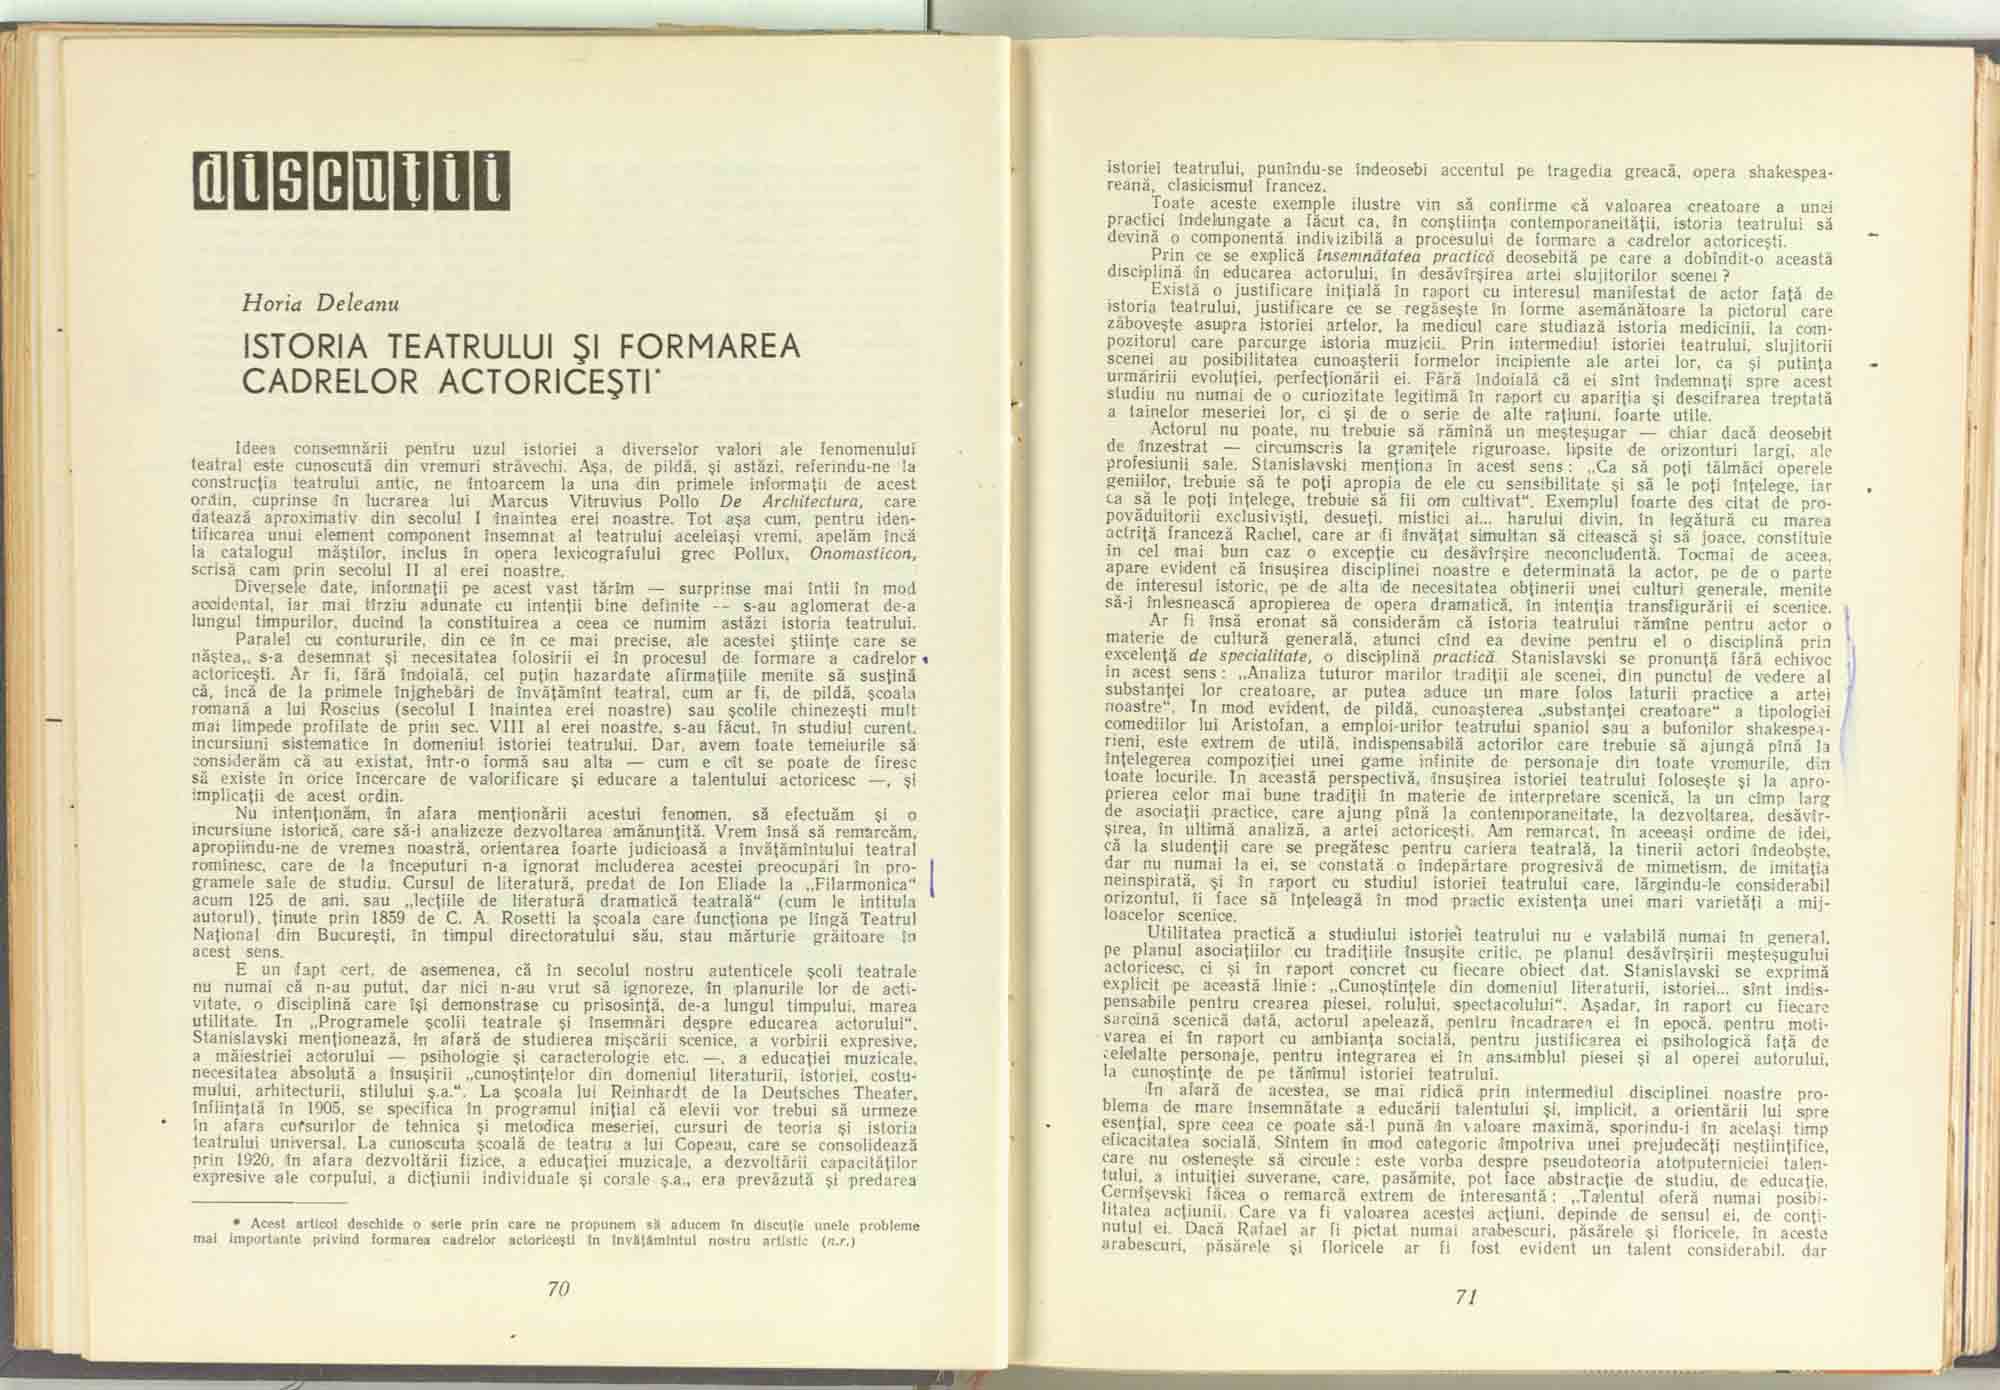 discuții
Horia Deleanu
ISTORIA TEATRULUI ŞI FORMAREA
CADRELOR ACTORICEŞTI*
Ideea consemnării pentru uzul istoriei a diverselor valori ale fenomenului
teatral este cunoscută din vremuri străvechi. Aşa, de pildă, şi astăzi, referindu-ne la
construcţia teatrului antic, ne întoarcem la una din primele informaţii de acest
ordin, cuprinse în lucrarea lui Marcus Vitruvius Pollo De Architectura, care
datează aproximativ din secolul I înaintea erei noastre. Tot aşa cum, pentru iden-
tificarea unui element component însemnat al teatrului aceleiaşi vremi, apelăm încă
la catalogul măştilor, inclus în opera lexicografului grec Pollux, Onomasticon,
scrisă cam prin secolul II al erei noastre.
Diversele date, informaţii pe acest vast tărîm — surprinse mai întîi în mod
accidental, iar mai tîrziu adunate cu intenţii bine definite -- s-au aglomerat de-a
lungul timpurilor, ducînd la constituirea a ceea ce numim astăzi istoria teatrului.
Paralel cu contururile, din ce în ce mai precise, ale acestei ştiinţe care se
năştea,, s-a desemnat şi necesitatea folosirii ei în procesul de formare a cadrelor
actoriceşti. Ar fi, fără îndoială, cel puţin hazardate afirmaţiile menite să susţină
că, încă de la primele înjghebări de învăţămînt teatral, cum ar fi, de pildă, şcoala
romană a lui Roscius (secolul I înaintea erei noastre) sau şcolile chinezeşti mult
mai limpede profilate de prin sec. VIII al erei noastre, s-au făcut, în studiul curent,
incursiuni sistematice în domeniul istoriei teatrului. Dar, avem toate temeiurile să
considerăm că au existat, într-o formă sau alta — cum e cît se poate de firesc
să existe în orice încercare de valorificare şi educare a talentului actoricesc —, şi
implicaţii de acest ordin.
Nu intenţionăm, în afara menţionării acestui fenomen, să efectuăm şi o
incursiune istorică, care să-i analizeze dezvoltarea amănunţită. Vrem însă să remarcăm,
apropiindu-ne de vremea noastră, orientarea foarte judicioasă a învăţămîntului teatral
romînesc, care de la începuturi n-a ignorat includerea acestei preocupări în pro-
gramele sale de studiu. Cursul de literatură, predat de Ion Eliade la „Filarmonica“
acum 125 de ani, sau „lecţiile de literatură dramatică teatrală“ (cum le intitula
autorul), ţinute prin 1859 de C. A. Rosetti la şcoala care funcţiona pe lîngă Teatrul
Naţional din Bucureşti, în timpul directoratului său, stau mărturie grăitoare în
acest sens.
E un fapt cert, de asemenea, că în secolul nostru autenticele şcoli teatrale
nu numai că n-au putut, dar nici n-au vrut să ignoreze, în planurile lor de acti-
vitate, o disciplină care îşi demonstrase cu prisosinţă, de-a lungul timpului, marea
utilitate. In „Programele şcolii teatrale şi însemnări despre educarea actorului“,
Stanislavski menţionează, în afară de studierea mişcării scenice, a vorbirii expresive,
a măiestriei actorului — psihologie şi caracterologie etc. —, a educaţiei muzicale,
necesitatea absolută a însuşirii „cunoştinţelor din domeniul literaturii, istoriei, costu-
mului, arhitecturii, stilului ş.a.“. La şcoala lui Reinhardt de la Deutsches Theater,
înfiinţată în 1905, se specifica în programul iniţial că elevii vor trebui să urmeze
în afara cursurilor de tehnica şi metodica meseriei, cursuri de teoria şi istoria
teatrului universal. La cunoscuta şcoală de teatru a lui Copeau, care se consolidează
prin 1920, în afara dezvoltării fizice, a educaţiei muzicale, a dezvoltării capacităţilor
expresive ale corpului, a dicţiunii individuale şi corale ş.a., era prevăzută şi predarea
* Acest articol deschide o serie prin care ne propunem să aducem în discuţie unele probleme
mai importante privind formarea cadrelor actoriceşti în învăţămîntul nostru artistic (n.r.)
70
istoriei teatrului, punîndu-se îndeosebi accentul pe tragedia greacă, opera shakespea-
reană, clasicismul francez.
Toate aceste exemple ilustre vin să confirme că valoarea creatoare a unei
practici îndelungate a făcut ca, în conştiinţa contemporaneităţii, istoria teatrului să
devină o componentă indivizibilă a procesului de formare a cadrelor actoriceşti.
Prin ce se explică însemnătatea practică deosebită pe care a dobîndit-o această
disciplină în educarea actorului, în desăvîrşirea artei slujitorilor scenei ?
Există o justificare iniţială în raport cu interesul manifestat de actor faţă de
istoria teatrului, justificare ce se regăseşte în forme asemănătoare la pictorul care
zăboveşte asupra istoriei artelor, la medicul care studiază istoria medicinii, la com-
pozitorul care parcurge istoria muzicii. Prin intermediul istoriei teatrului, slujitorii
scenei au posibilitatea cunoaşterii formelor incipiente ale artei lor, ca şi putinţa
urmăririi evoluţiei, perfecţionării ei. Fără îndoială că ei sînt îndemnaţi spre acest
studiu nu numai de o curiozitate legitimă în raport cu apariţia şi descifrarea treptată
a tainelor meseriei lor, ci şi de o serie de alte raţiuni, foarte utile.
Actorul nu poate, nu trebuie să rămînă un meşteşugar — chiar dacă deosebit
de înzestrat — circumscris la graniţele riguroase, lipsite de orizonturi largi, ale
profesiunii sale. Stanislavski menţiona în acest sens : „Ca să poţi tălmăci operele
geniilor, trebuie să te poţi apropia de ele cu sensibilitate şi să le poţi înţelege, iar
ca să le poţi înţelege, trebuie să fii om cultivat“. Exemplul foarte des citat de pro-
povăduitorii exclusivişti, desueţi, mistici ai... harului divin, în legătură cu marea
actriţă franceză Rachel, care ar fi învăţat simultan să citească şi să joace, constituie
în cel mai bun caz o excepţie cu desăvîrşire neconcludentă. Tocmai de aceea,
apare evident că însuşirea disciplinei noastre e determinată la actor, pe de o parte
de interesul istoric, pe de alta de necesitatea obţinerii unei culturi generale, menite
să-i înlesnească apropierea de opera dramatică, în intenţia transfigurării ei scenice.
Ar fi însă eronat să considerăm că istoria teatrului rămîne pentru actor o
materie de cultură generală, atunci cînd ea devine pentru el o disciplină prin
excelenţă de specialitate, o disciplină practică. Stanislavski se pronunţă fără echivoc
în acest sens : „Analiza tuturor marilor tradiţii ale scenei, din punctul de vedere al
substanţei lor creatoare, ar putea aduce un mare folos laturii practice a artei
noastre“. In mod evident, de pildă, cunoaşterea „substanţei creatoare“ a tipologiei
comediilor lui Aristofan, a emploi-urilor teatrului spaniol sau a bufonilor shakespea-
rieni, este extrem de utilă, indispensabilă actorilor care trebuie să ajungă pînă la
înţelegerea compoziţiei unei game infinite de personaje din toate vremurile, din
toate locurile. In această perspectivă, însuşirea istoriei teatrului foloseşte şi la apro-
prierea celor mai bune tradiţii în materie de interpretare scenică, la un cîmp larg
de asociaţii practice, care ajung pînă la contemporaneitate, la dezvoltarea, desăvîr-
şirea, în ultimă analiză, a artei actoriceşti. Am remarcat, în aceeaşi ordine de idei,
că la studenţii care se pregătesc pentru cariera teatrală, la tinerii actori îndeobşte,
dar nu numai la ei, se constată o îndepărtare progresivă de mimetism, de imitaţia
neinspirată, şi în raport cu studiul istoriei teatrului care, lărgindu-le considerabil
orizontul, îi face să înţeleagă în mod practic existenţa unei mari varietăţi a mij-
loacelor scenice.
Utilitatea practică a studiului istoriei teatrului nu e valabilă numai în general,
pe planul asociaţiilor cu tradiţiile însuşite critic, pe planul desăvîrşirii meşteşugului
actoricesc, ci şi în raport concret cu fiecare obiect dat. Stanislavski se exprimă
explicit pe această linie : „Cunoştinţele din domeniul literaturii, istoriei... sînt indis-
pensabile pentru crearea piesei, rolului, spectacolului“. Aşadar, în raport cu fiecare
sarcină scenică dată, actorul apelează, pentru încadrarea ei în epocă, pentru moti-
varea ei în raport cu ambianţa socială, pentru justificarea ei psihologică faţă de
celelalte personaje, pentru integrarea ei în ansamblul piesei şi al operei autorului,
la cunoştinţe de pe tărîmul istoriei teatrului.
In afară de acestea, se mai ridică prin intermediul disciplinei noastre pro-
blema de mare însemnătate a educării talentului şi, implicit, a orientării lui spre
esenţial, spre ceea ce poate să-l pună în valoare maximă, sporindu-i în acelaşi timp
eficacitatea socială. Sîntem în mod categoric împotriva unei prejudecăţi neştiinţifice,
care nu osteneşte să circule : este vorba despre pseudoteoria atotputerniciei talen-
tului, a intuiţiei suverane, care, pasămite, pot face abstracţie de studiu, de educaţie.
Cernîşevski făcea o remarcă extrem de interesantă : „Talentul oferă numai posibi-
litatea acţiunii. Care va fi valoarea acestei acţiuni, depinde de sensul ei, de conţi-
nutul ei. Dacă Rafael ar fi pictat numai arabescuri, păsărele şi floricele, în aceste
arabescuri, păsărele şi floricele ar fi fost evident un talent considerabil, dar
71